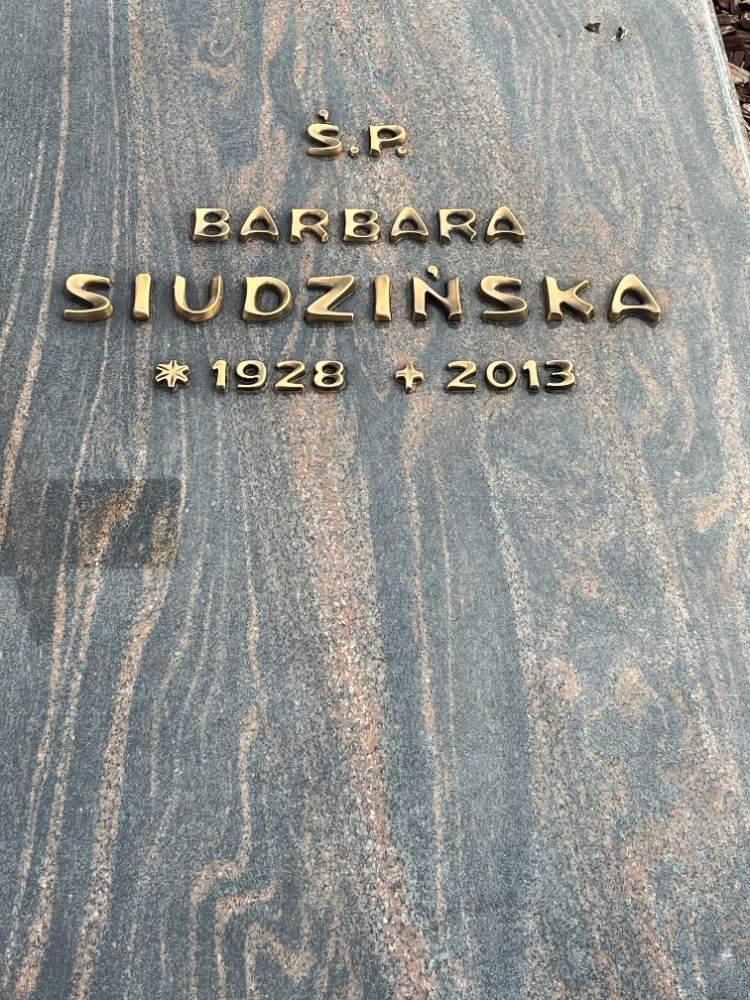 Ś.P.
BARBARA
SIUDZIŃSKA
* 1928 + 2013